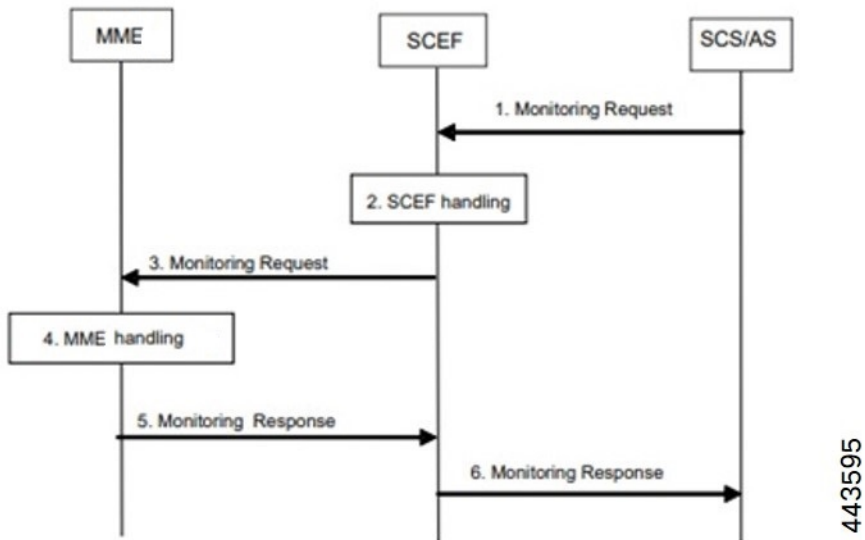 MME
SCEF
SCS/AS
1. Monitoring Request
2. SCEF handling
3. Monitoring Request
4. MME handling
5. Monitoring Response
6. Monitoring Response
443595